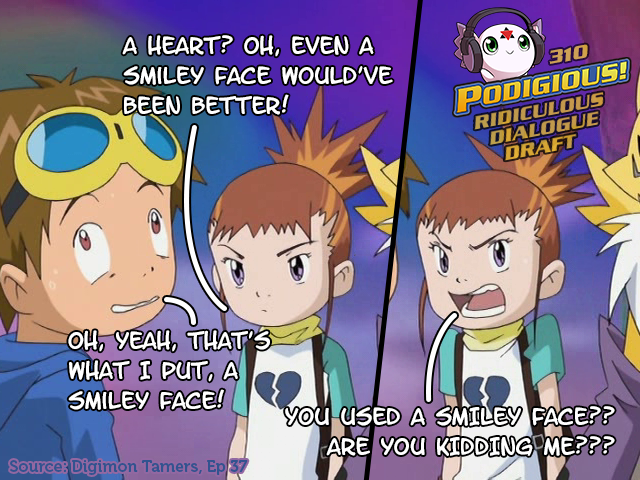 A HEART? OH, EVEN A
SMILEY FACE WOULD'VE
BEEN BETTER!
310
PODIGIOUS!
RIDICULOUS
DIALOGUE
DRAFT
OH, YEAH, THAT'S
WHAT I PUT, A
SMILEY FACE!
YOU USED A SMILEY FACE??
ARE YOU KIDDING ME???
Source: Digimon Tamers, Ep 37